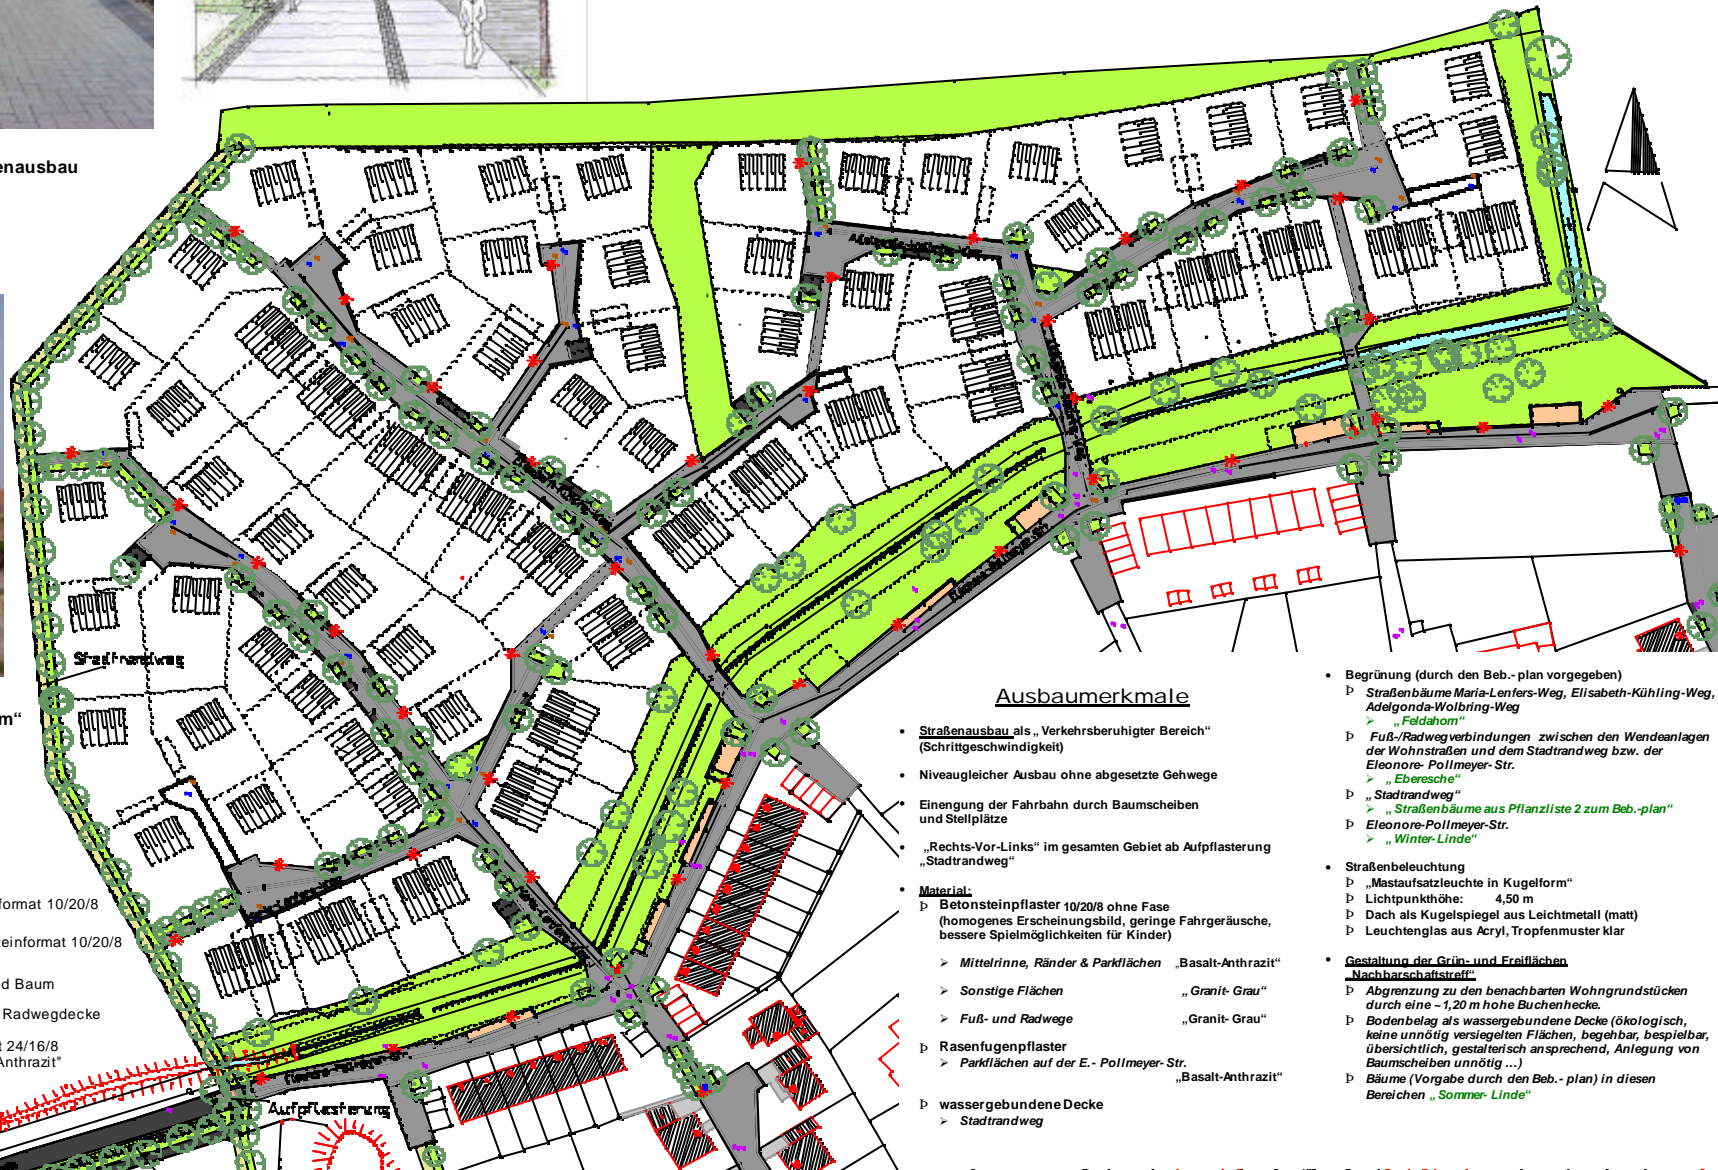 enausbau
m“
format 10/20/8
teinformat 10/20/8
d Baum
Radwegdecke
t 24/16/8
Anthrazit"
Stadtrandweg
Aufpflasterung
Ausbaumerkmale
• Straßenausbau als „Verkehrsberuhigter Bereich“
(Schrittgeschwindigkeit)
• Niveaugleicher Ausbau ohne abgesetzte Gehwege
• Einengung der Fahrbahn durch Baumscheiben
und Stellplätze
• „Rechts-Vor-Links“ im gesamten Gebiet ab Aufpflasterung
„Stadtrandweg“
• Material:
Þ Betonsteinpflaster 10/20/8 ohne Fase
(homogenes Erscheinungsbild, geringe Fahrgeräusche,
bessere Spielmöglichkeiten für Kinder)
➢ Mittelrinne, Ränder & Parkflächen „Basalt-Anthrazit“
➢ Sonstige Flächen „Granit- Grau“
➢ Fuß- und Radwege „Granit- Grau“
Þ Rasenfugenpflaster
➢ Parkflächen auf der E.- Pollmeyer- Str.
„Basalt-Anthrazit“
Þ wassergebundene Decke
➢ Stadtrandweg
• Begrünung (durch den Beb.- plan vorgegeben)
Þ Straßenbäume Maria-Lenfers-Weg, Elisabeth-Kühling-Weg,
Adelgonda-Wolbring-Weg
➢ „Feldahorn“
Þ Fuß-/Radwegverbindungen zwischen den Wendeanlagen
der Wohnstraßen und dem Stadtrandweg bzw. der
Eleonore- Pollmeyer- Str.
➢ „Eberesche“
Þ „Stadtrandweg“
➢ „Straßenbäume aus Pflanzliste 2 zum Beb.-plan“
Þ Eleonore-Pollmeyer-Str.
➢ „Winter- Linde“
• Straßenbeleuchtung
Þ „Mastaufsatzleuchte in Kugelform“
Þ Lichtpunkthöhe: 4,50 m
Þ Dach als Kugelspiegel aus Leichtmetall (matt)
Þ Leuchtenglas aus Acryl, Tropfenmuster klar
• Gestaltung der Grün- und Freiflächen
„Nachbarschaftstreff“
Þ Abgrenzung zu den benachbarten Wohngrundstücken
durch eine ~ 1,20 m hohe Buchenhecke.
Þ Bodenbelag als wassergebundene Decke (ökologisch,
keine unnötig versiegelten Flächen, begehbar, bespielbar,
übersichtlich, gestalterisch ansprechend, Anlegung von
Baumscheiben unnötig ...)
Þ Bäume (Vorgabe durch den Beb.- plan) in diesen
Bereichen „Sommer- Linde“